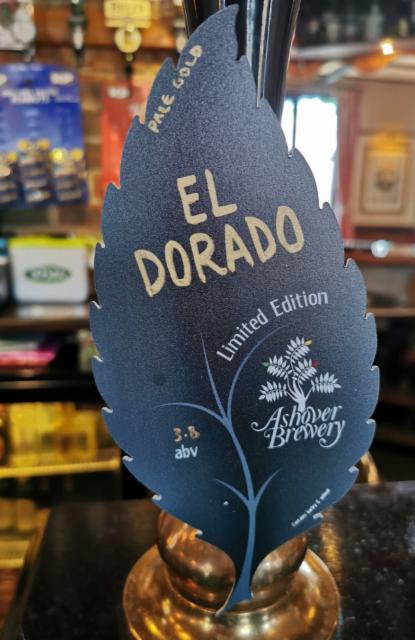 PALE GOLD
EL
DORADO
Limited Edition
Ashover
Brewery
3.8
abv